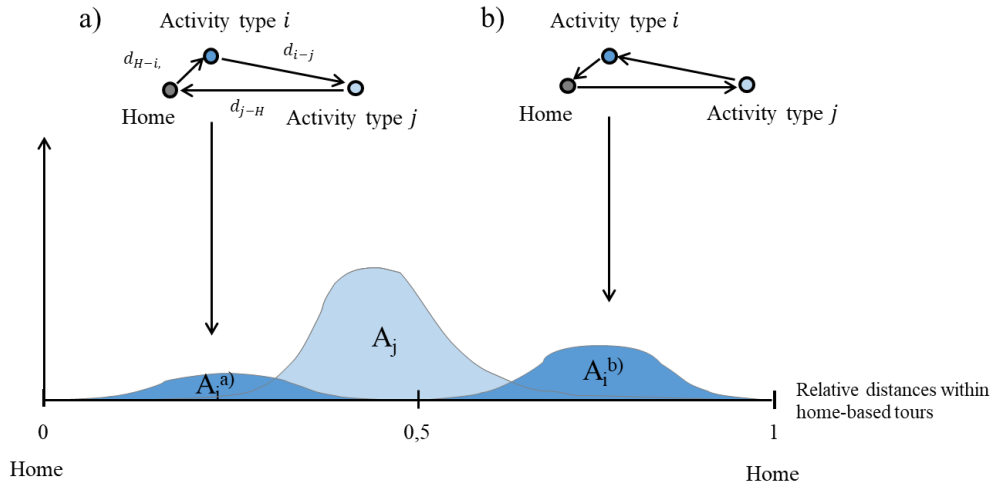 a)
Activity type i
b)
Activity type i
d_{H−i,}
d_{i−j}
d_{j−H}
Home
Activity type j
Home
Activity type j
A_i^{a)}
A_j
A_i^{b)}
Relative distances within
home-based tours
0
0,5
1
Home
Home